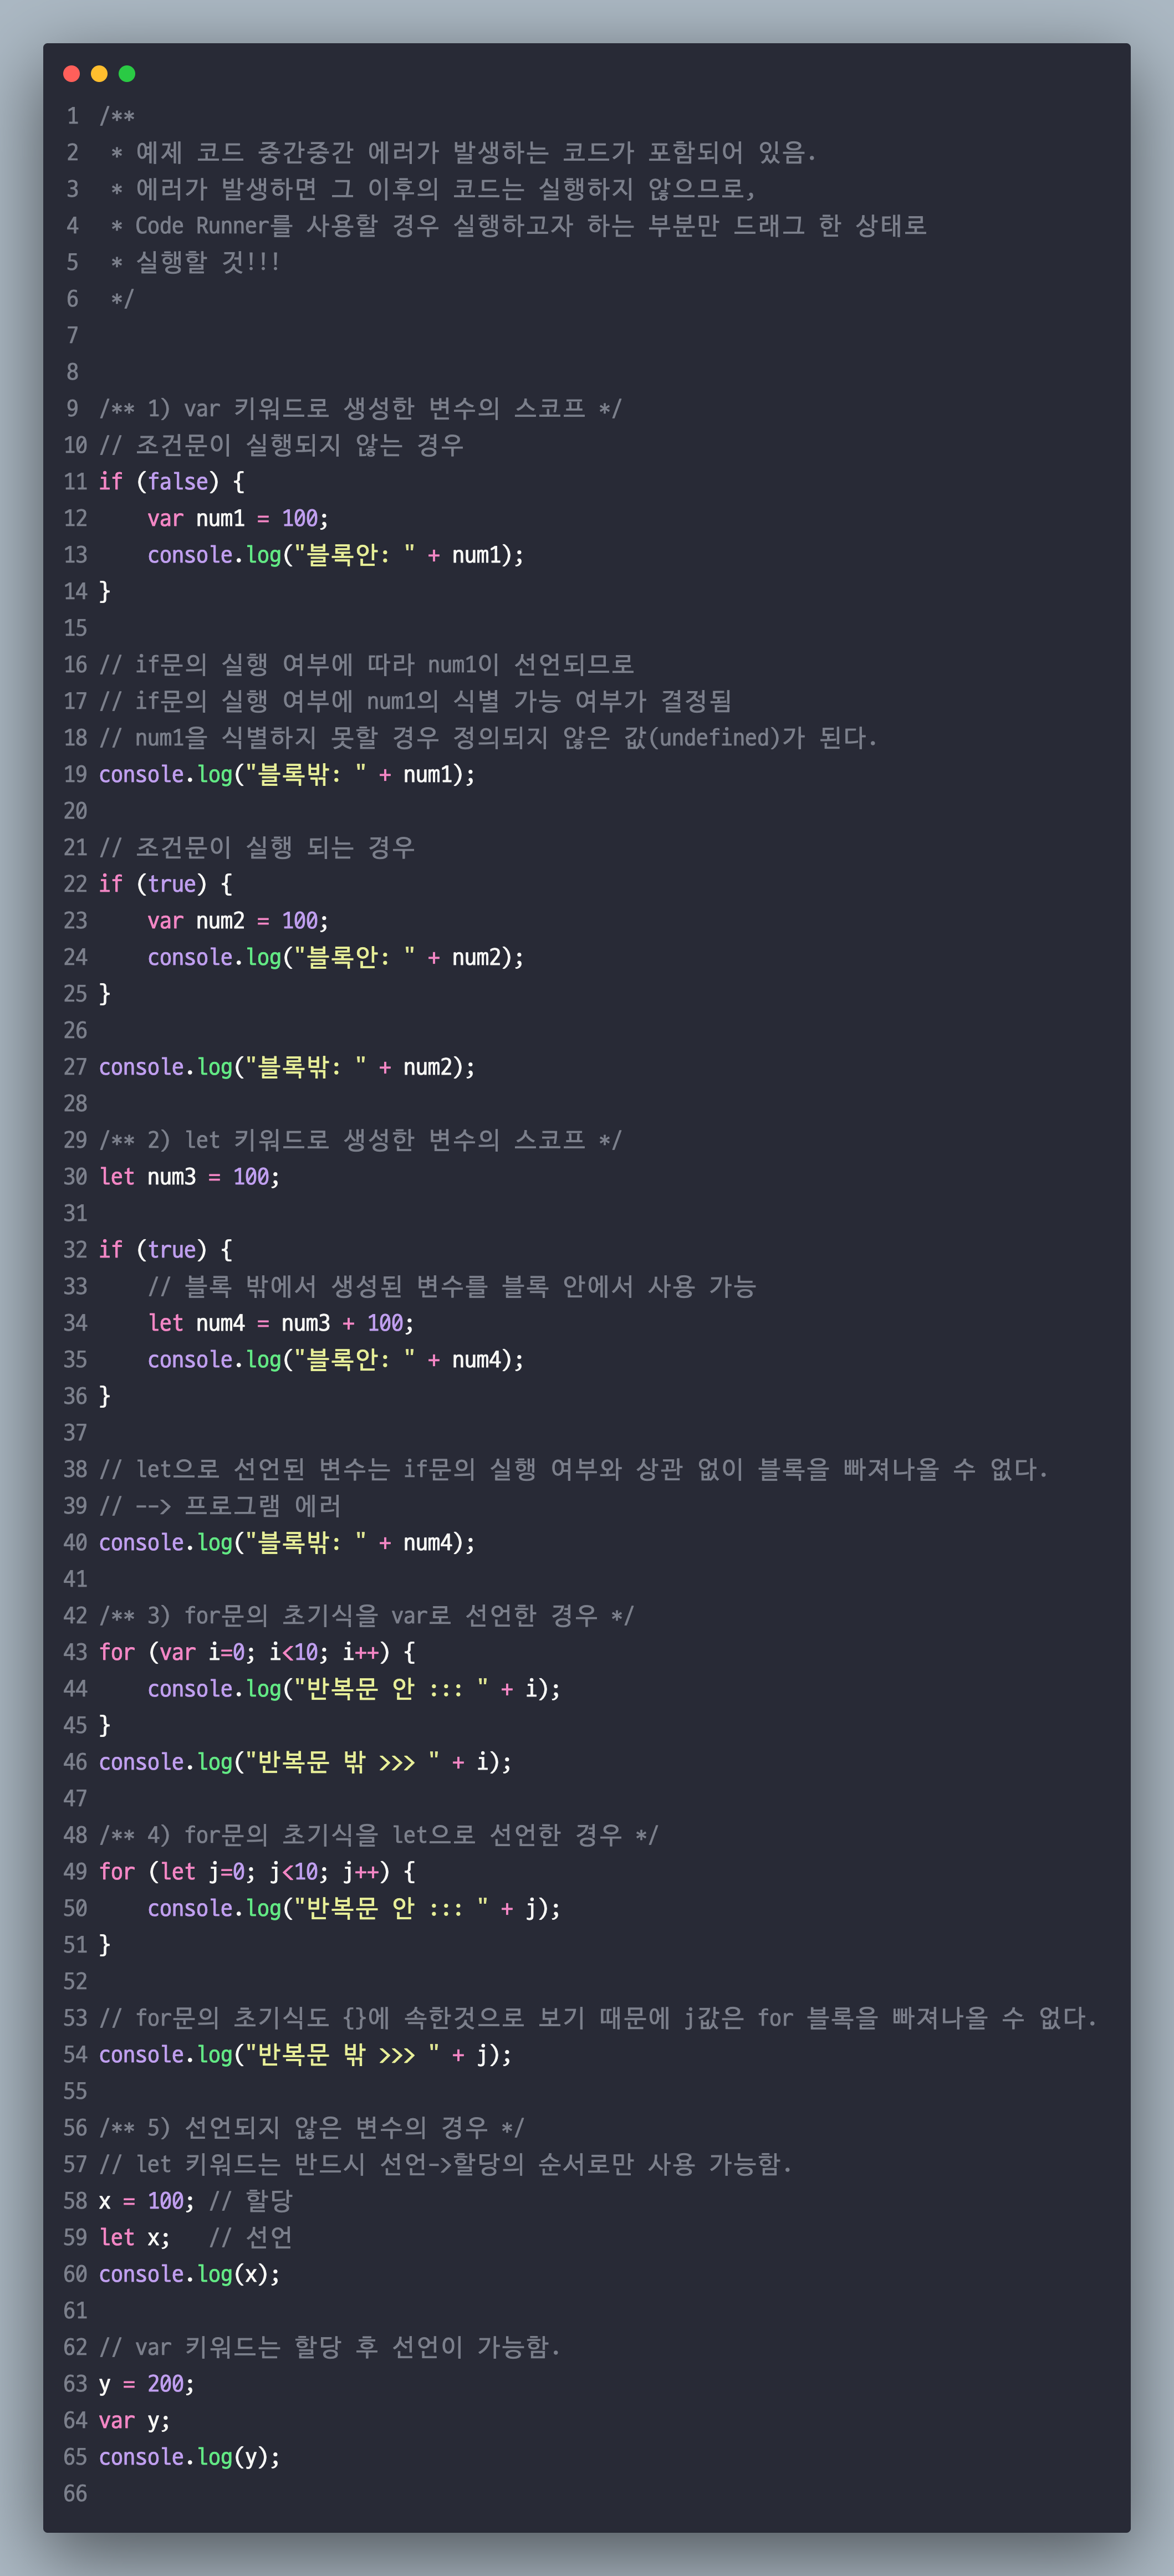 1 /**
2  * 예제 코드 중간중간 에러가 발생하는 코드가 포함되어 있음.
3  * 에러가 발생하면 그 이후의 코드는 실행하지 않으므로,
4  * Code Runner를 사용할 경우 실행하고자 하는 부분만 드래그 한 상태로
5  * 실행할 것!!!
6  */
7
8
9 /** 1) var 키워드로 생성한 변수의 스코프 */
10 // 조건문이 실행되지 않는 경우
11 if (false) {
12     var num1 = 100;
13     console.log("블록안: " + num1);
14 }
15
16 // if문의 실행 여부에 따라 num1이 선언되므로
17 // if문의 실행 여부에 num1의 식별 가능 여부가 결정됨
18 // num1을 식별하지 못할 경우 정의되지 않은 값(undefined)가 된다.
19 console.log("블록밖: " + num1);
20
21 // 조건문이 실행 되는 경우
22 if (true) {
23     var num2 = 100;
24     console.log("블록안: " + num2);
25 }
26
27 console.log("블록밖: " + num2);
28
29 /** 2) let 키워드로 생성한 변수의 스코프 */
30 let num3 = 100;
31
32 if (true) {
33     // 블록 밖에서 생성된 변수를 블록 안에서 사용 가능
34     let num4 = num3 + 100;
35     console.log("블록안: " + num4);
36 }
37
38 // let으로 선언된 변수는 if문의 실행 여부와 상관 없이 블록을 빠져나올 수 없다.
39 // --> 프로그램 에러
40 console.log("블록밖: " + num4);
41
42 /** 3) for문의 초기식을 var로 선언한 경우 */
43 for (var i=0; i<10; i++) {
44     console.log("반복문 안 ::: " + i);
45 }
46 console.log("반복문 밖 >>> " + i);
47
48 /** 4) for문의 초기식을 let으로 선언한 경우 */
49 for (let j=0; j<10; j++) {
50     console.log("반복문 안 ::: " + j);
51 }
52
53 // for문의 초기식도 {}에 속한것으로 보기 때문에 j값은 for 블록을 빠져나올 수 없다.
54 console.log("반복문 밖 >>> " + j);
55
56 /** 5) 선언되지 않은 변수의 경우 */
57 // let 키워드는 반드시 선언->할당의 순서로만 사용 가능함.
58 x = 100; // 할당
59 let x;   // 선언
60 console.log(x);
61
62 // var 키워드는 할당 후 선언이 가능함.
63 y = 200;
64 var y;
65 console.log(y);
66